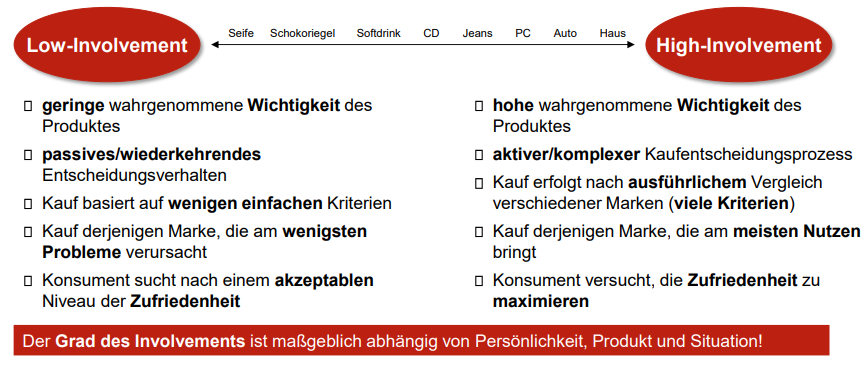 Low-Involvement
Seife Schokoriegel Softdrink CD Jeans PC Auto Haus
High-Involvement
geringe wahrgenommene Wichtigkeit des
Produktes
passives/wiederkehrendes
Entscheidungsverhalten
Kauf basiert auf wenigen einfachen Kriterien
Kauf derjenigen Marke, die am wenigsten
Probleme verursacht
Konsument sucht nach einem akzeptablen
Niveau der Zufriedenheit
hohe wahrgenommene Wichtigkeit des
Produktes
aktiver/komplexer Kaufentscheidungsprozess
Kauf erfolgt nach ausführlichem Vergleich
verschiedener Marken (viele Kriterien)
Kauf derjenigen Marke, die am meisten Nutzen
bringt
Konsument versucht, die Zufriedenheit zu
maximieren
Der Grad des Involvements ist maßgeblich abhängig von Persönlichkeit, Produkt und Situation!